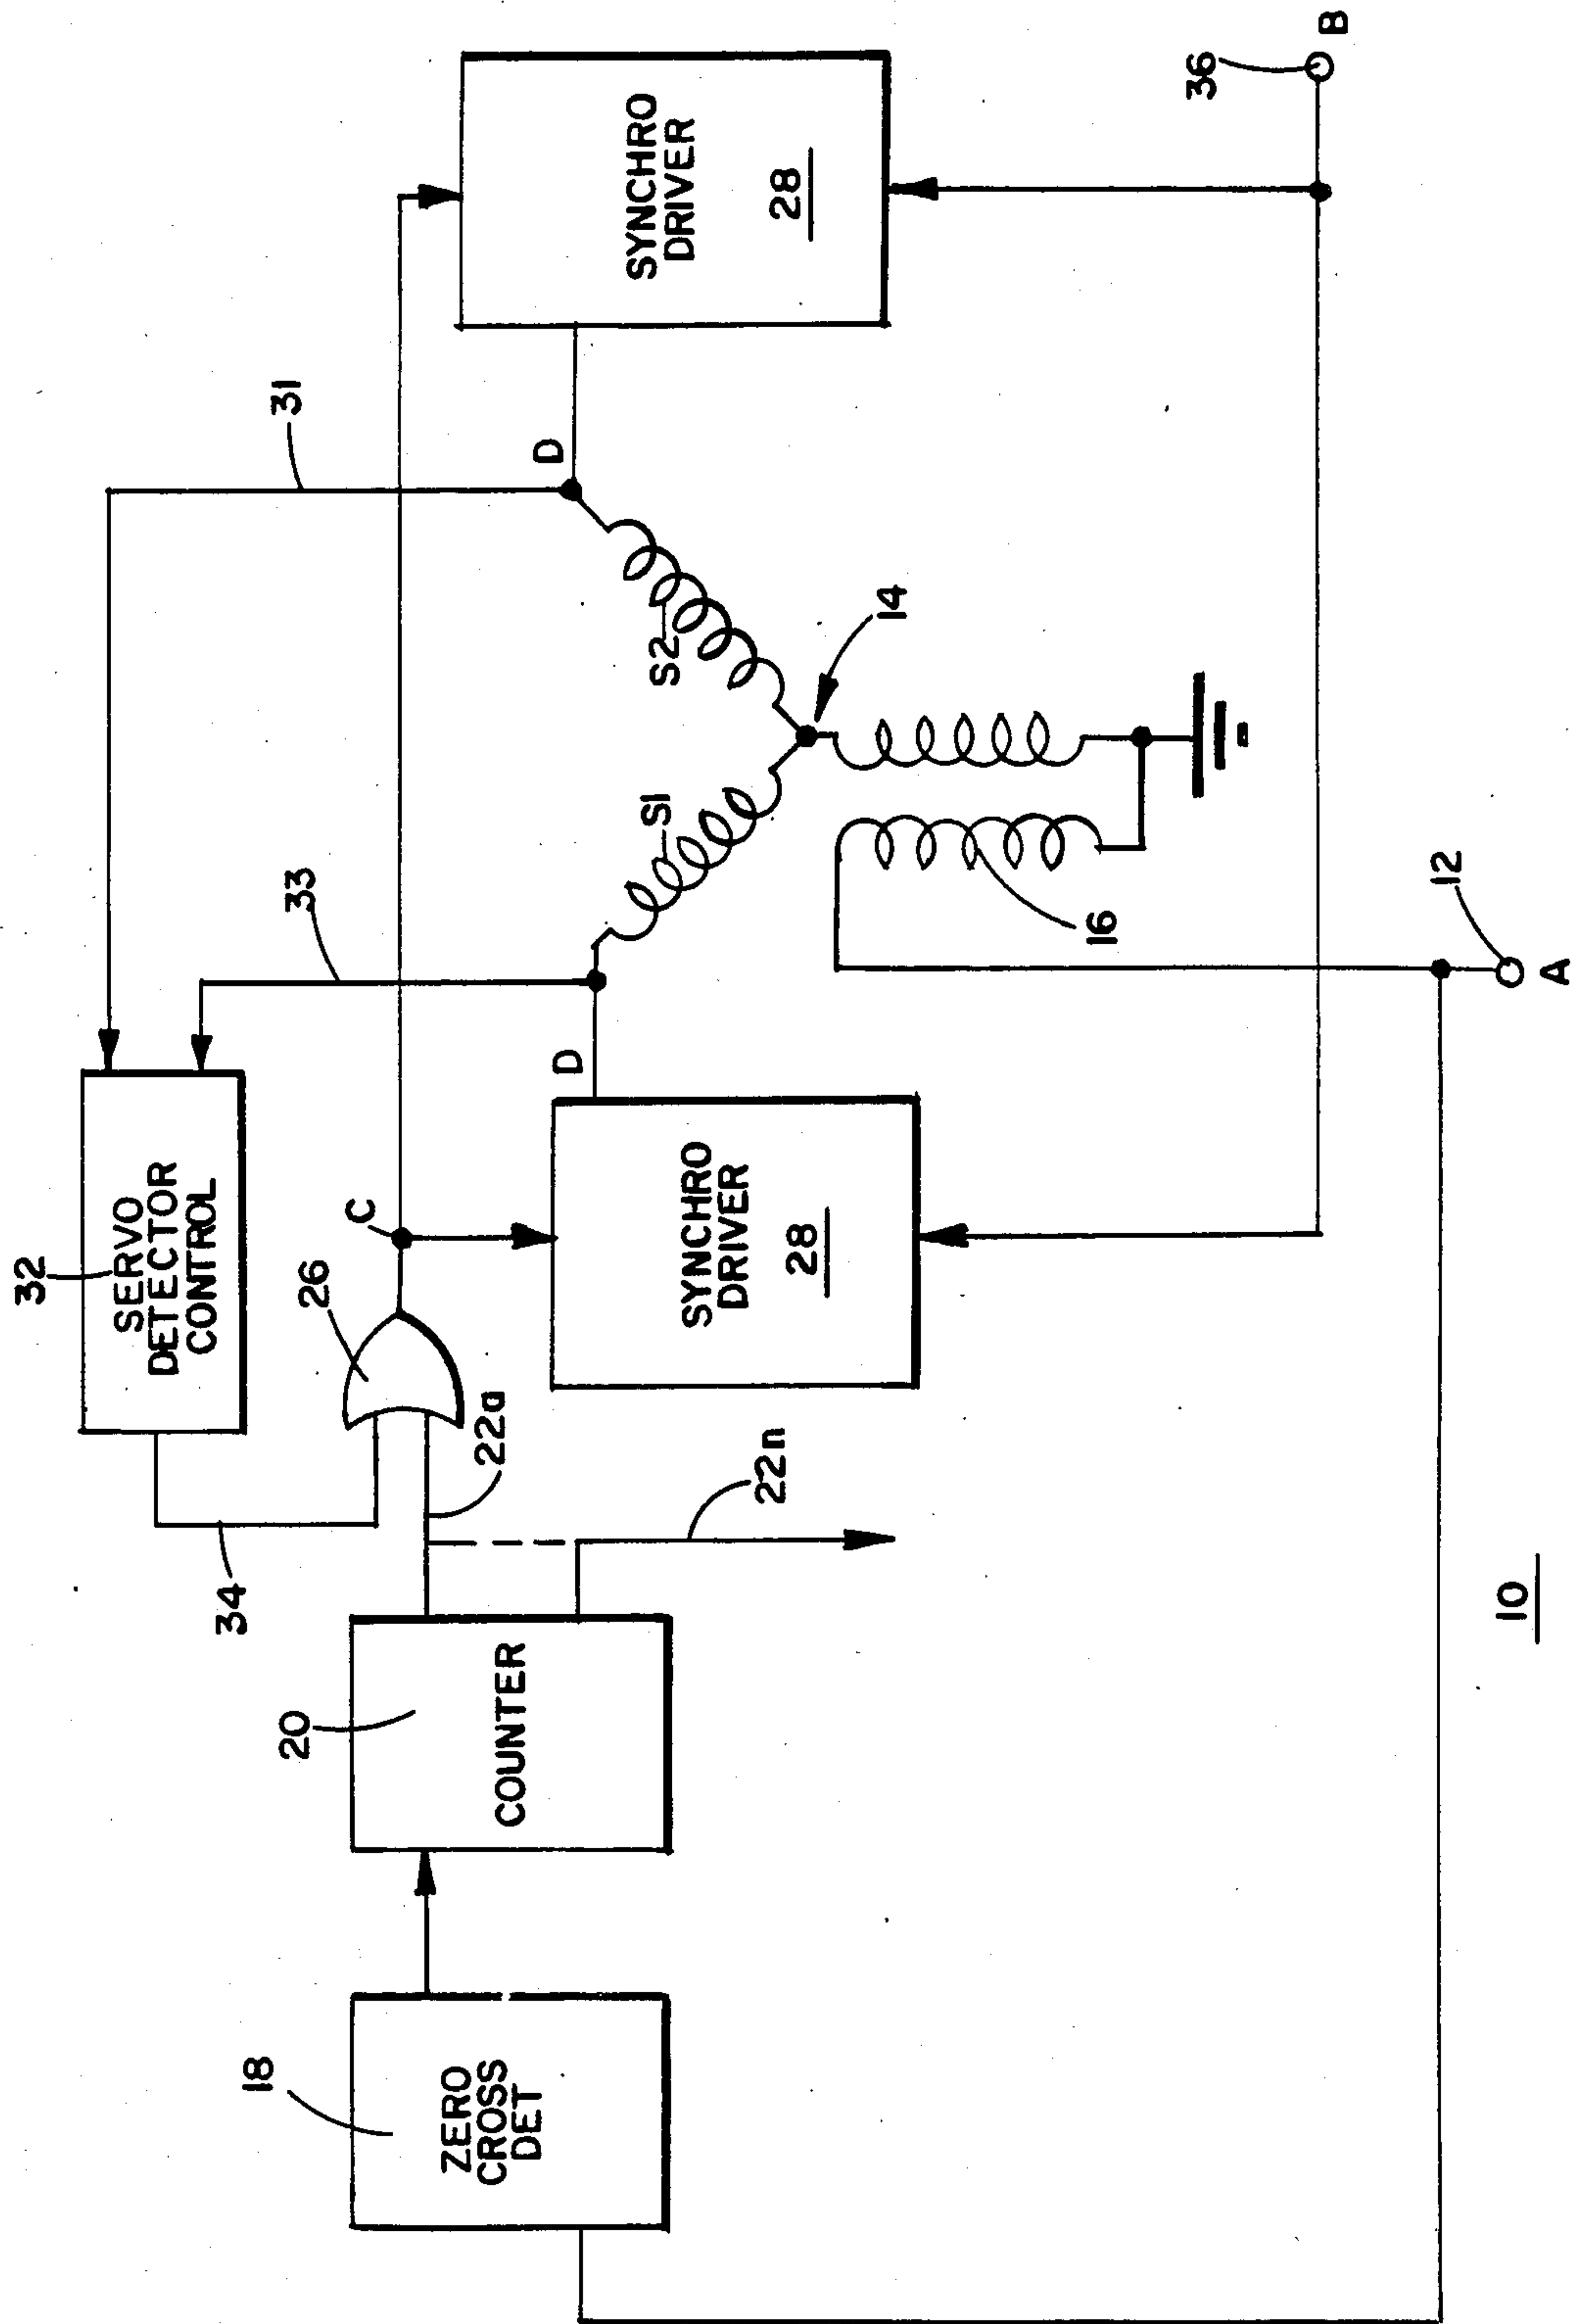 32
SERVO
DETECTOR
CONTROL
31
33
34
26
C
18
20
22a
22n
D
D
ZERO
CROSS
DET
COUNTER
SYNCHRO
DRIVER
28
SYNCHRO
DRIVER
28
S1
S2
14
16
36
B
12
A
10